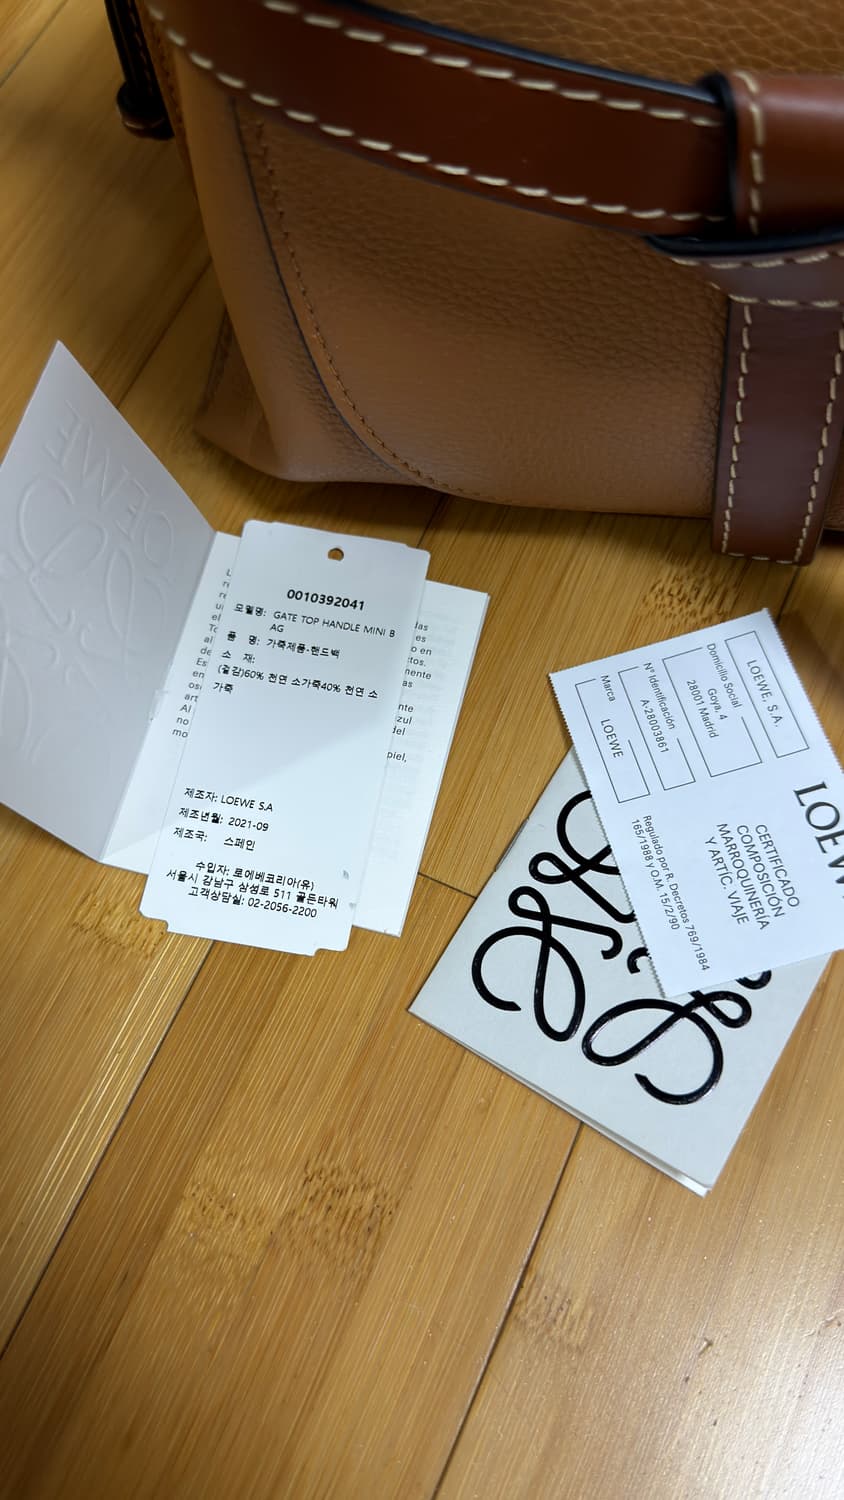 LOEWE
0010392041
모델명: GATE TOP HANDLE MINI B
AG
품 명: 가죽제품-핸드백
소 재:
(겉감)60% 천연 소가죽40% 천연 소
가죽
제조자: LOEWE S.A
제조년월: 2021-09
제조국: 스페인
수입자: 로에베코리아(유)
서울시 강남구 삼성로 511 골든타워
고객상담실: 02-2056-2200
piel,
LOEWE, S.A.
Domicilio Social
Goya, 4
28001 Madrid
Nº Identificación
A-28003861
Marca
LOEWE
LOEW
CERTIFICADO
COMPOSICIÓN
MARROQUINERÍA
Y ARTIC. VIAJE
Regulado por R. Decretos 769/1984
165/1988 y O.M. 15/2/90